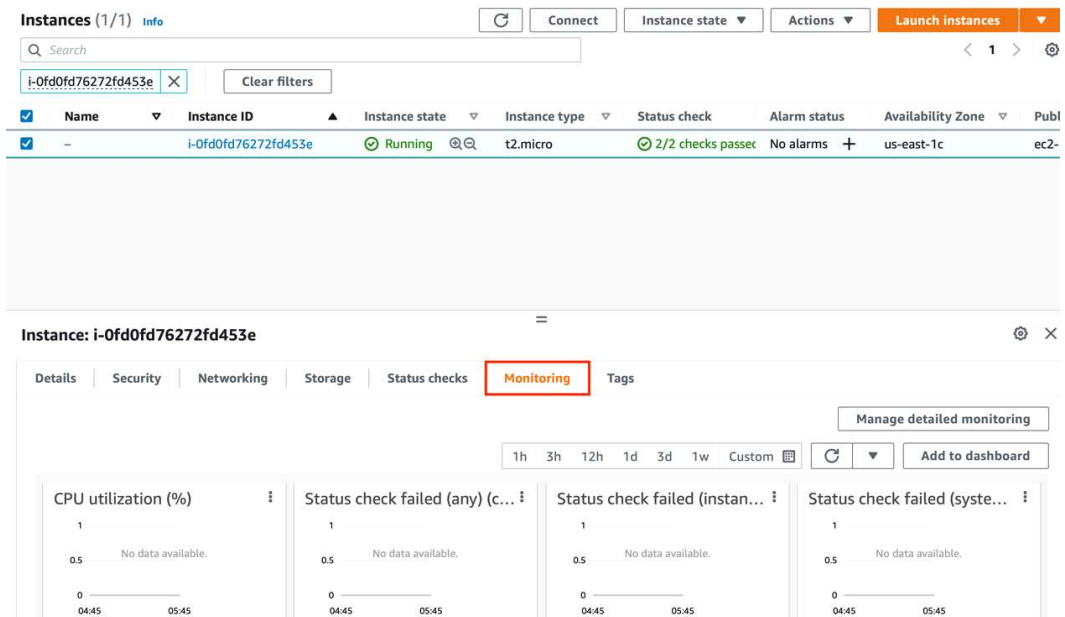 Instances (1/1) Info Connect Instance state Actions Launch instances
Search 1
i-0fd0fd76272fd453e Clear filters
Name Instance ID Instance state Instance type Status check Alarm status Availability Zone Publ
– i-0fd0fd76272fd453e Running t2.micro 2/2 checks passec No alarms + us-east-1c ec2-
Instance: i-0fd0fd76272fd453e
Details Security Networking Storage Status checks Monitoring Tags
Manage detailed monitoring
1h 3h 12h 1d 3d 1w Custom Add to dashboard
CPU utilization (%) Status check failed (any) (c... Status check failed (instan... Status check failed (syste...
1 1 1 1
No data available. No data available. No data available. No data available.
0.5 0.5 0.5 0.5
0 0 0 0
04:45 05:45 04:45 05:45 04:45 05:45 04:45 05:45